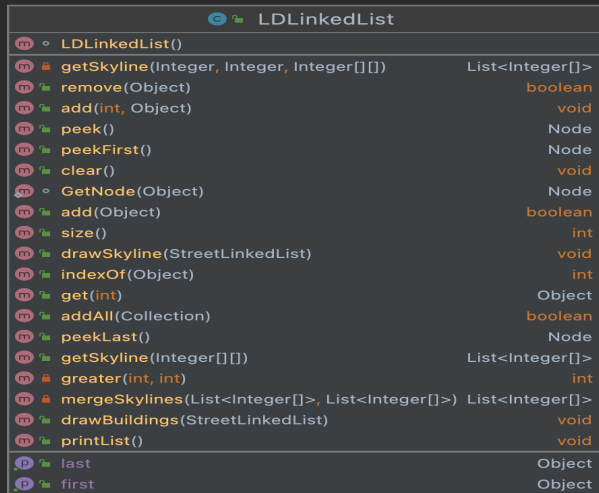 LDLinkedList
LDLinkedList()
getSkyline(Integer, Integer, Integer[][]) List<Integer[]>
remove(Object) boolean
add(int, Object) void
peek() Node
peekFirst() Node
clear() void
GetNode(Object) Node
add(Object) boolean
size() int
drawSkyline(StreetLinkedList) void
indexOf(Object) int
get(int) Object
addAll(Collection) boolean
peekLast() Node
getSkyline(Integer[][]) List<Integer[]>
greater(int, int) int
mergeSkylines(List<Integer[]>, List<Integer[]>) List<Integer[]>
drawBuildings(StreetLinkedList) void
printList() void
last Object
first Object